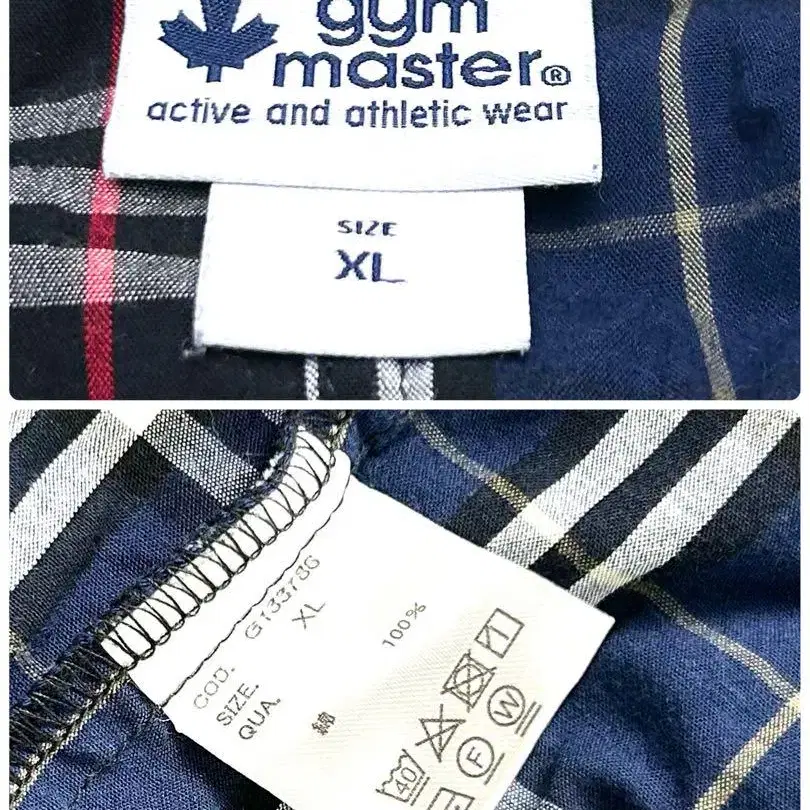 gym
master®
active and athletic wear
SIZE
XL
COD. G133786
SIZE. XL
QUA.
綿 100%
40
F W